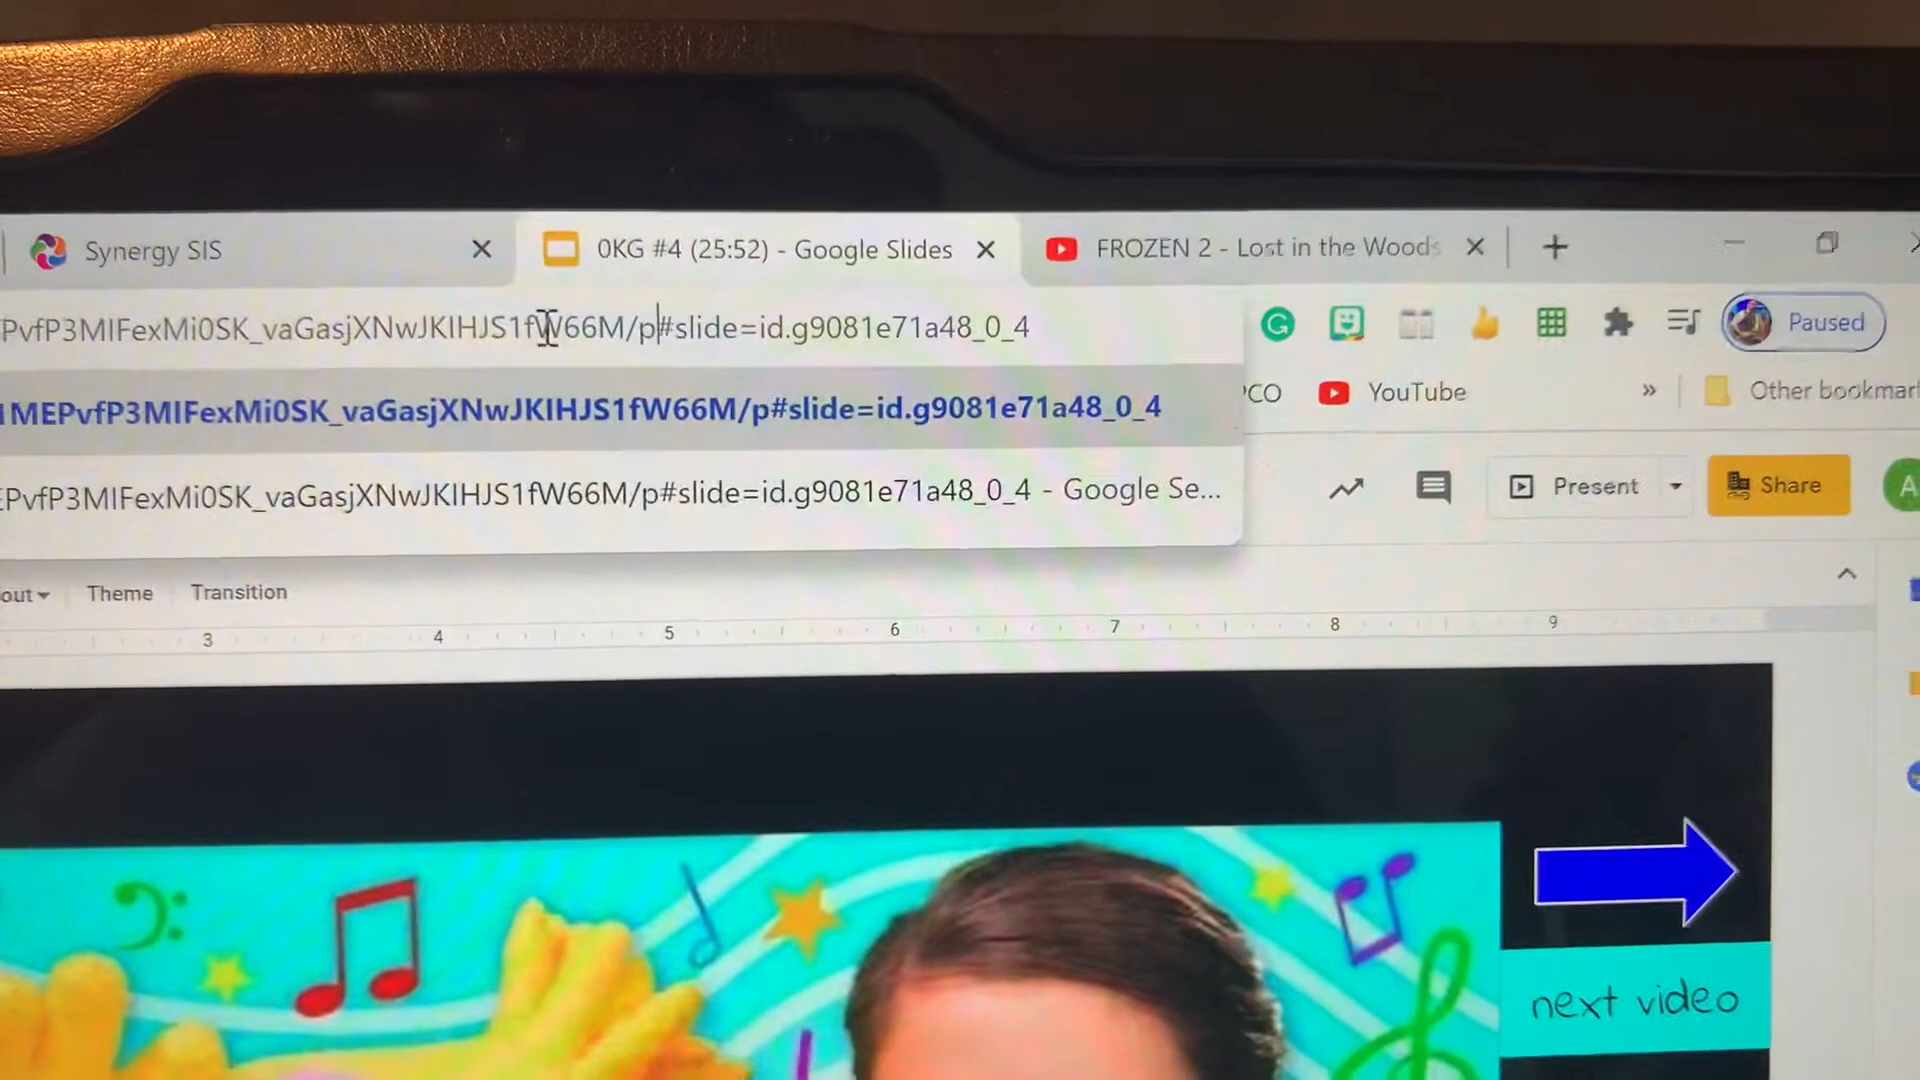 Synergy SIS
0KG #4 (25:52) - Google Slides
FROZEN 2 - Lost in the Woods
PvfP3MIFexMi0SK_vaGasjXNwJKIHJS1fW66M/p#slide=id.g9081e71a48_0_4
Paused
1MEPvfP3MIFexMi0SK_vaGasjXNwJKIHJS1fW66M/p#slide=id.g9081e71a48_0_4
CO
YouTube
»
Other bookmar
EPvfP3MIFexMi0SK_vaGasjXNwJKIHJS1fW66M/p#slide=id.g9081e71a48_0_4 - Google Se...
Present
Share
A
out
Theme
Transition
3 4 5 6 7 8 9
next video